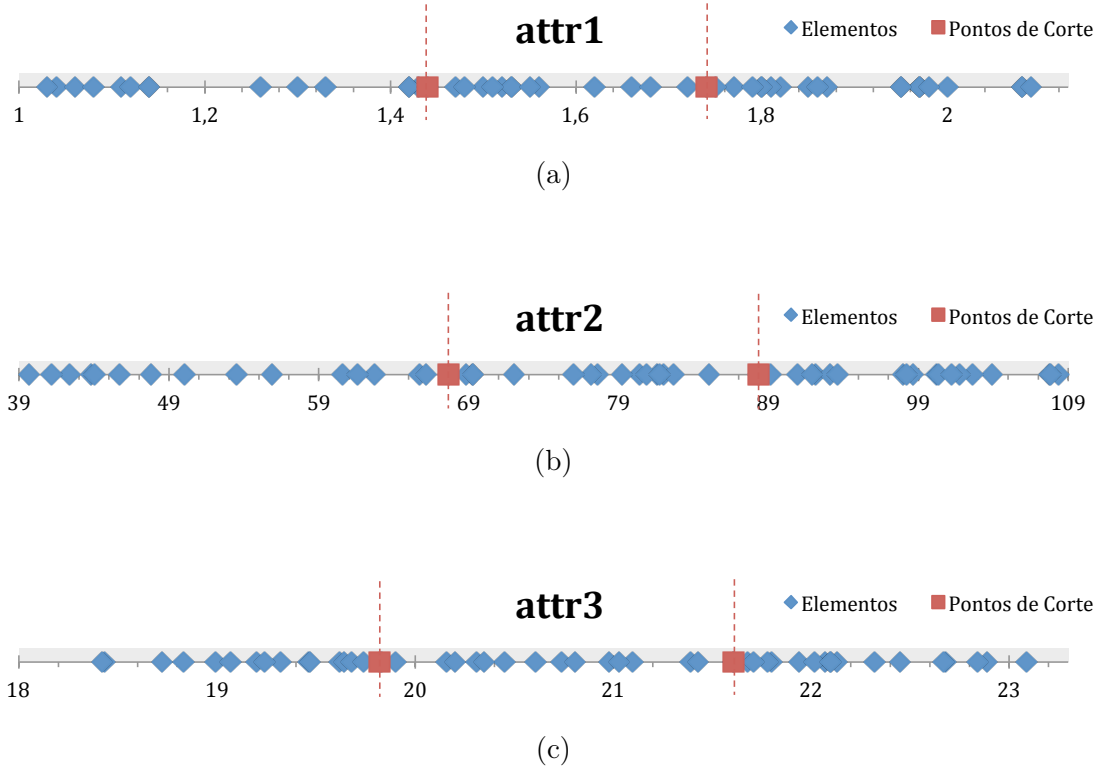 attr1
Elementos Pontos de Corte
1 1,2 1,4 1,6 1,8 2
(a)
attr2
Elementos Pontos de Corte
39 49 59 69 79 89 99 109
(b)
attr3
Elementos Pontos de Corte
18 19 20 21 22 23
(c)